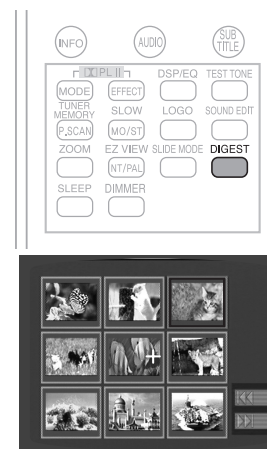 INFO AUDIO SUB TITLE
DD PL II
DSP/EQ TEST TONE
MODE EFFECT
TUNER MEMORY SLOW LOGO SOUND EDIT
P.SCAN MO/ST
ZOOM EZ VIEW SLIDE MODE DIGEST
NT/PAL
SLEEP DIMMER